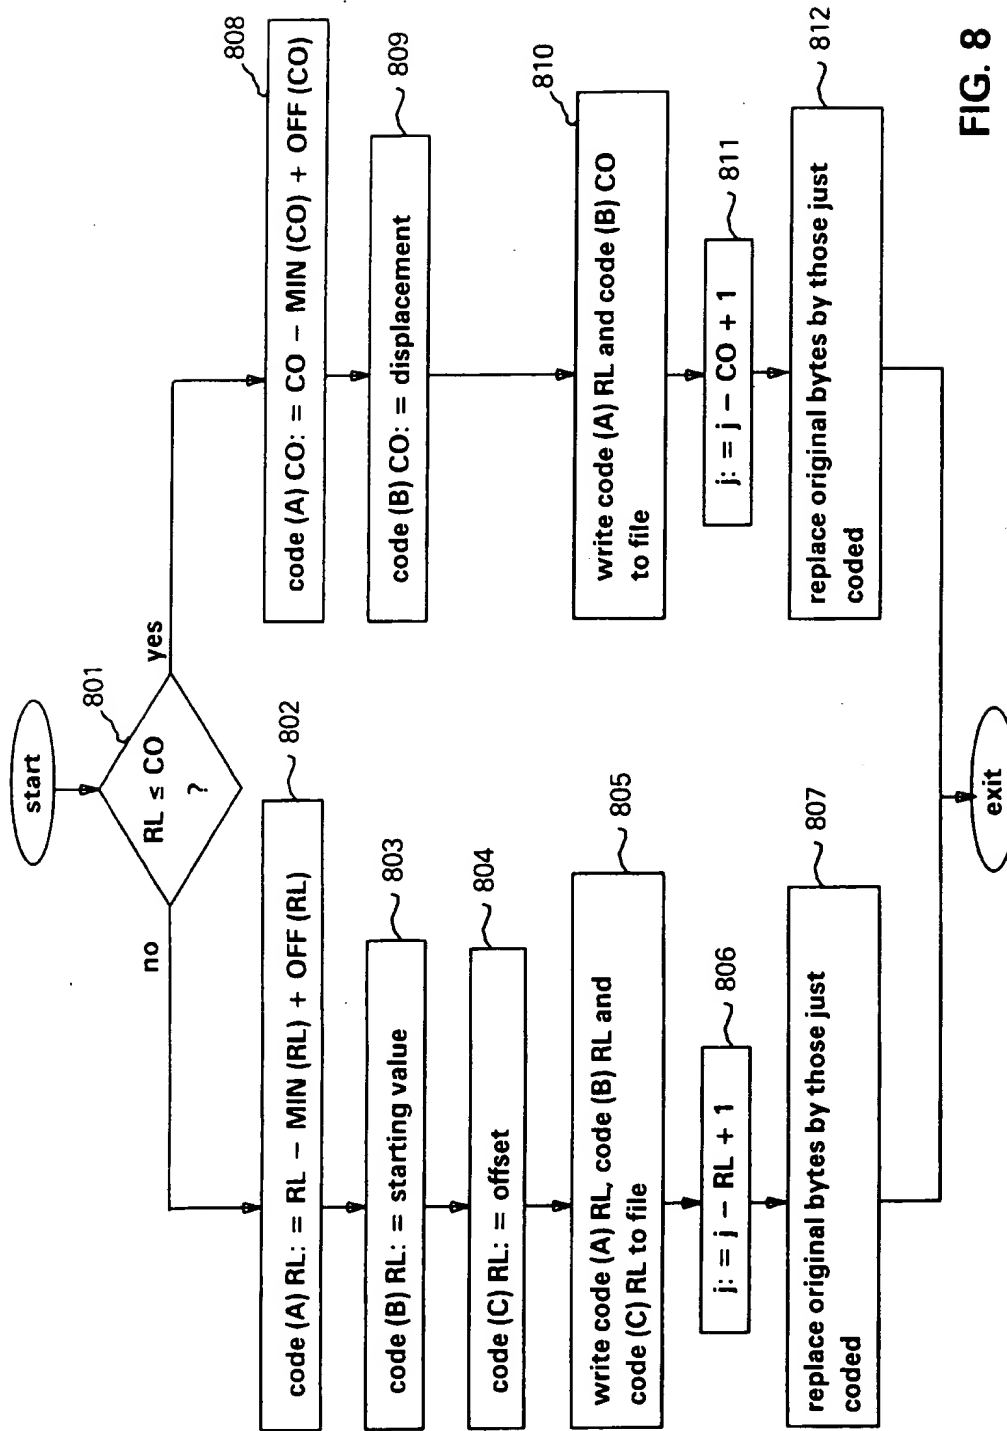 start
801
RL ≤ CO
?
no
yes
code (A) RL: = RL − MIN (RL) + OFF (RL)
802
code (B) RL: = starting value
803
code (C) RL: = offset
804
write code (A) RL, code (B) RL and
code (C) RL to file
805
j: = j − RL + 1
806
replace original bytes by those just
coded
807
code (A) CO: = CO − MIN (CO) + OFF (CO)
808
code (B) CO: = displacement
809
write code (A) RL and code (B) CO
to file
810
j: = j − CO + 1
811
replace original bytes by those just
coded
812
exit
FIG. 8